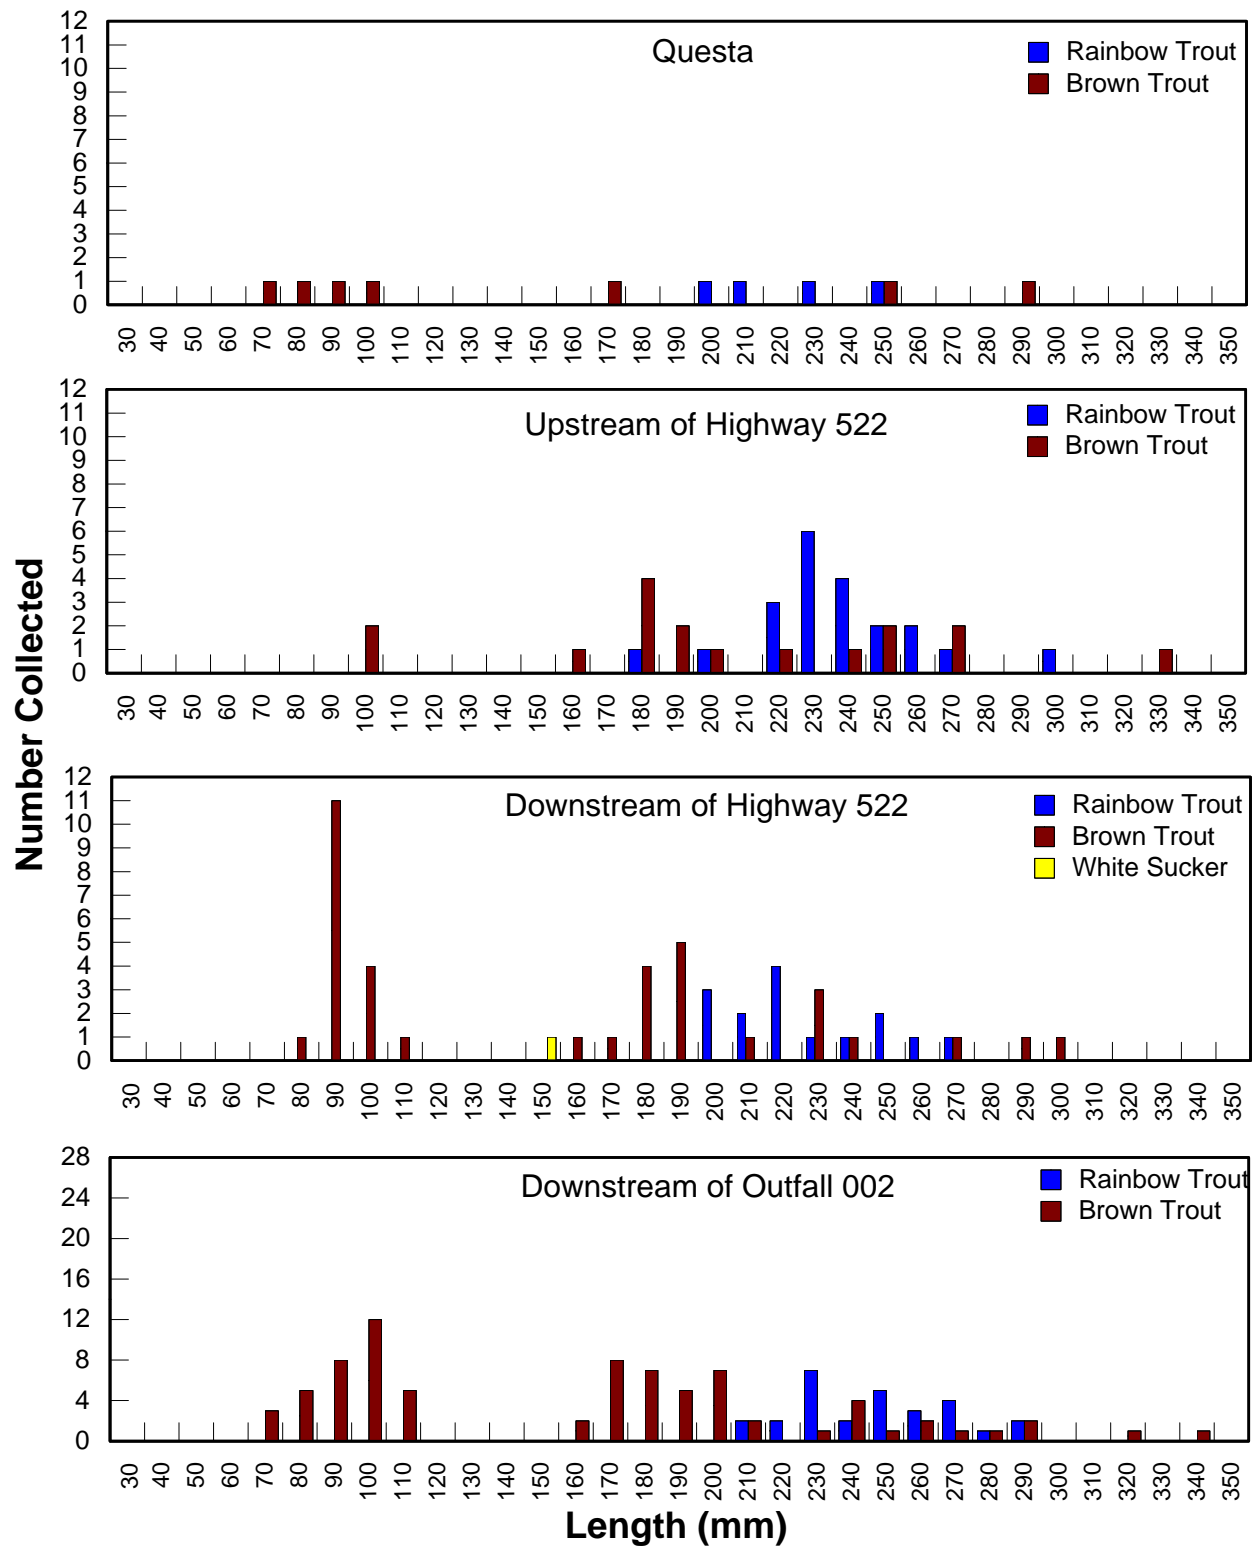 Number Collected
Questa
Rainbow Trout
Brown Trout
12
11
10
9
8
7
6
5
4
3
2
1
0
30 40 50 60 70 80 90 100 110 120 130 140 150 160 170 180 190 200 210 220 230 240 250 260 270 280 290 300 310 320 330 340 350
Upstream of Highway 522
Rainbow Trout
Brown Trout
12
11
10
9
8
7
6
5
4
3
2
1
0
30 40 50 60 70 80 90 100 110 120 130 140 150 160 170 180 190 200 210 220 230 240 250 260 270 280 290 300 310 320 330 340 350
Downstream of Highway 522
Rainbow Trout
Brown Trout
White Sucker
12
11
10
9
8
7
6
5
4
3
2
1
0
30 40 50 60 70 80 90 100 110 120 130 140 150 160 170 180 190 200 210 220 230 240 250 260 270 280 290 300 310 320 330 340 350
Downstream of Outfall 002
Rainbow Trout
Brown Trout
28
24
20
16
12
8
4
0
30 40 50 60 70 80 90 100 110 120 130 140 150 160 170 180 190 200 210 220 230 240 250 260 270 280 290 300 310 320 330 340 350
Length (mm)